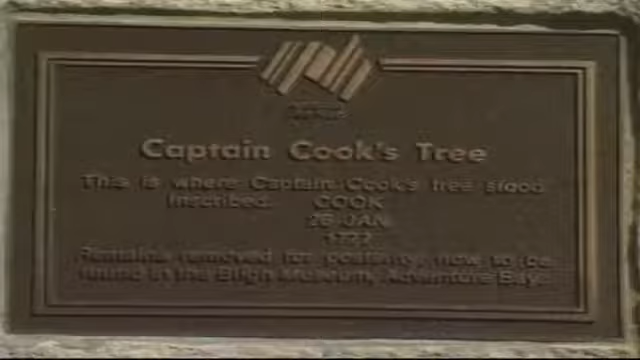 Captain Cook's Tree
This is where Captain Cook's tree stood
inscribed. COOK
26 JAN
1777
Remains removed for posterity, now to be
found in the Bligh Museum, Adventure Bay.